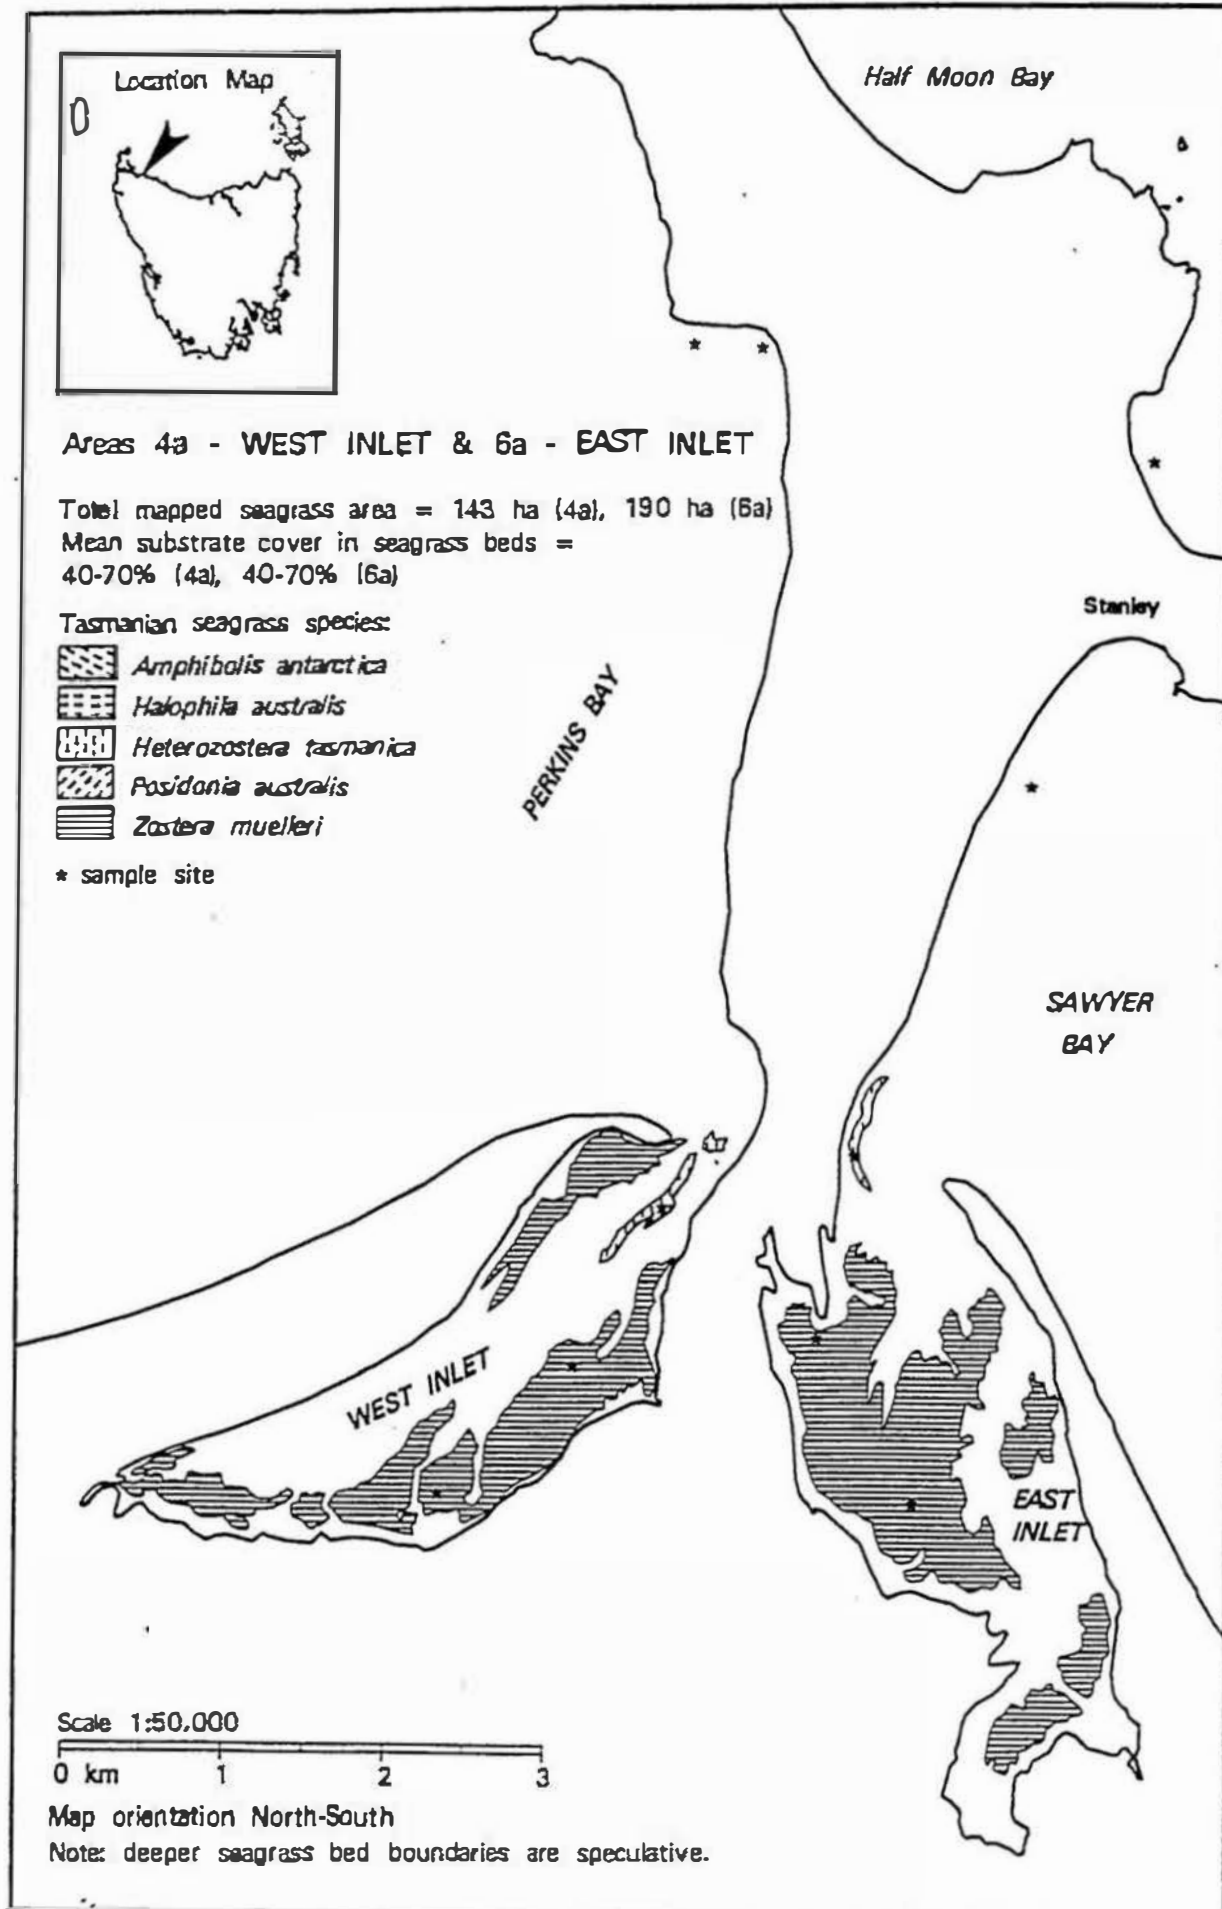 Location Map
Half Moon Bay
Areas 4a - WEST INLET & 6a - EAST INLET
Total mapped seagrass area = 143 ha (4a), 190 ha (6a)
Mean substrate cover in seagrass beds =
40-70% (4a), 40-70% (6a)
Tasmanian seagrass species:
Amphibolis antarctica
Halophila australis
Heterozostera tasmanica
Posidonia australis
Zostera muelleri
* sample site
Stanley
PERKINS BAY
SAWYER
BAY
WEST INLET
EAST
INLET
Scale 1:50,000
0 km 1 2 3
Map orientation North-South
Note: deeper seagrass bed boundaries are speculative.